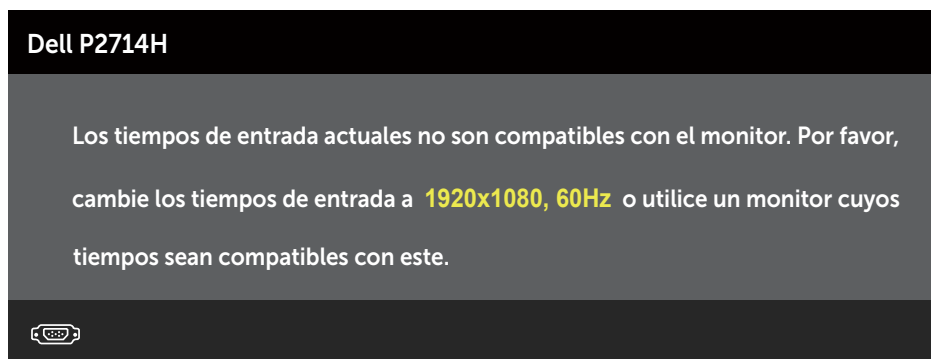 Dell P2714H
Los tiempos de entrada actuales no son compatibles con el monitor. Por favor,
cambie los tiempos de entrada a 1920x1080, 60Hz o utilice un monitor cuyos
tiempos sean compatibles con este.